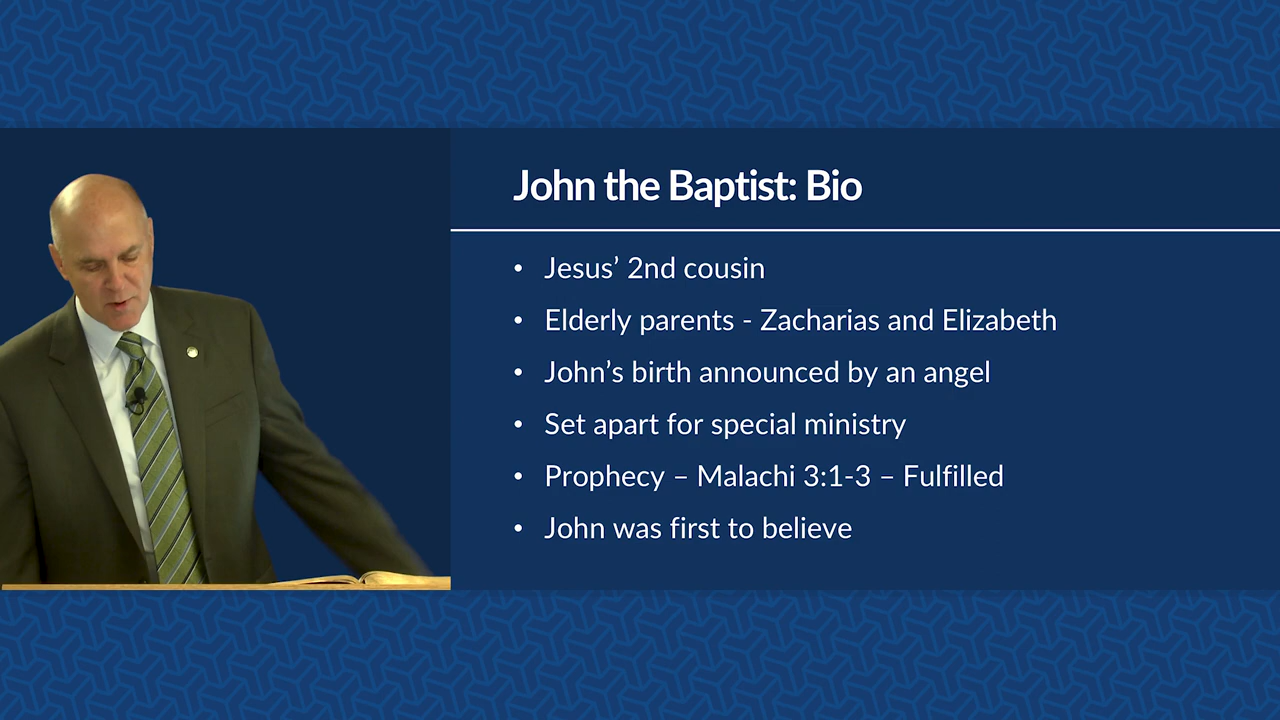 John the Baptist: Bio
• Jesus’ 2nd cousin
• Elderly parents - Zacharias and Elizabeth
• John’s birth announced by an angel
• Set apart for special ministry
• Prophecy – Malachi 3:1-3 – Fulfilled
• John was first to believe